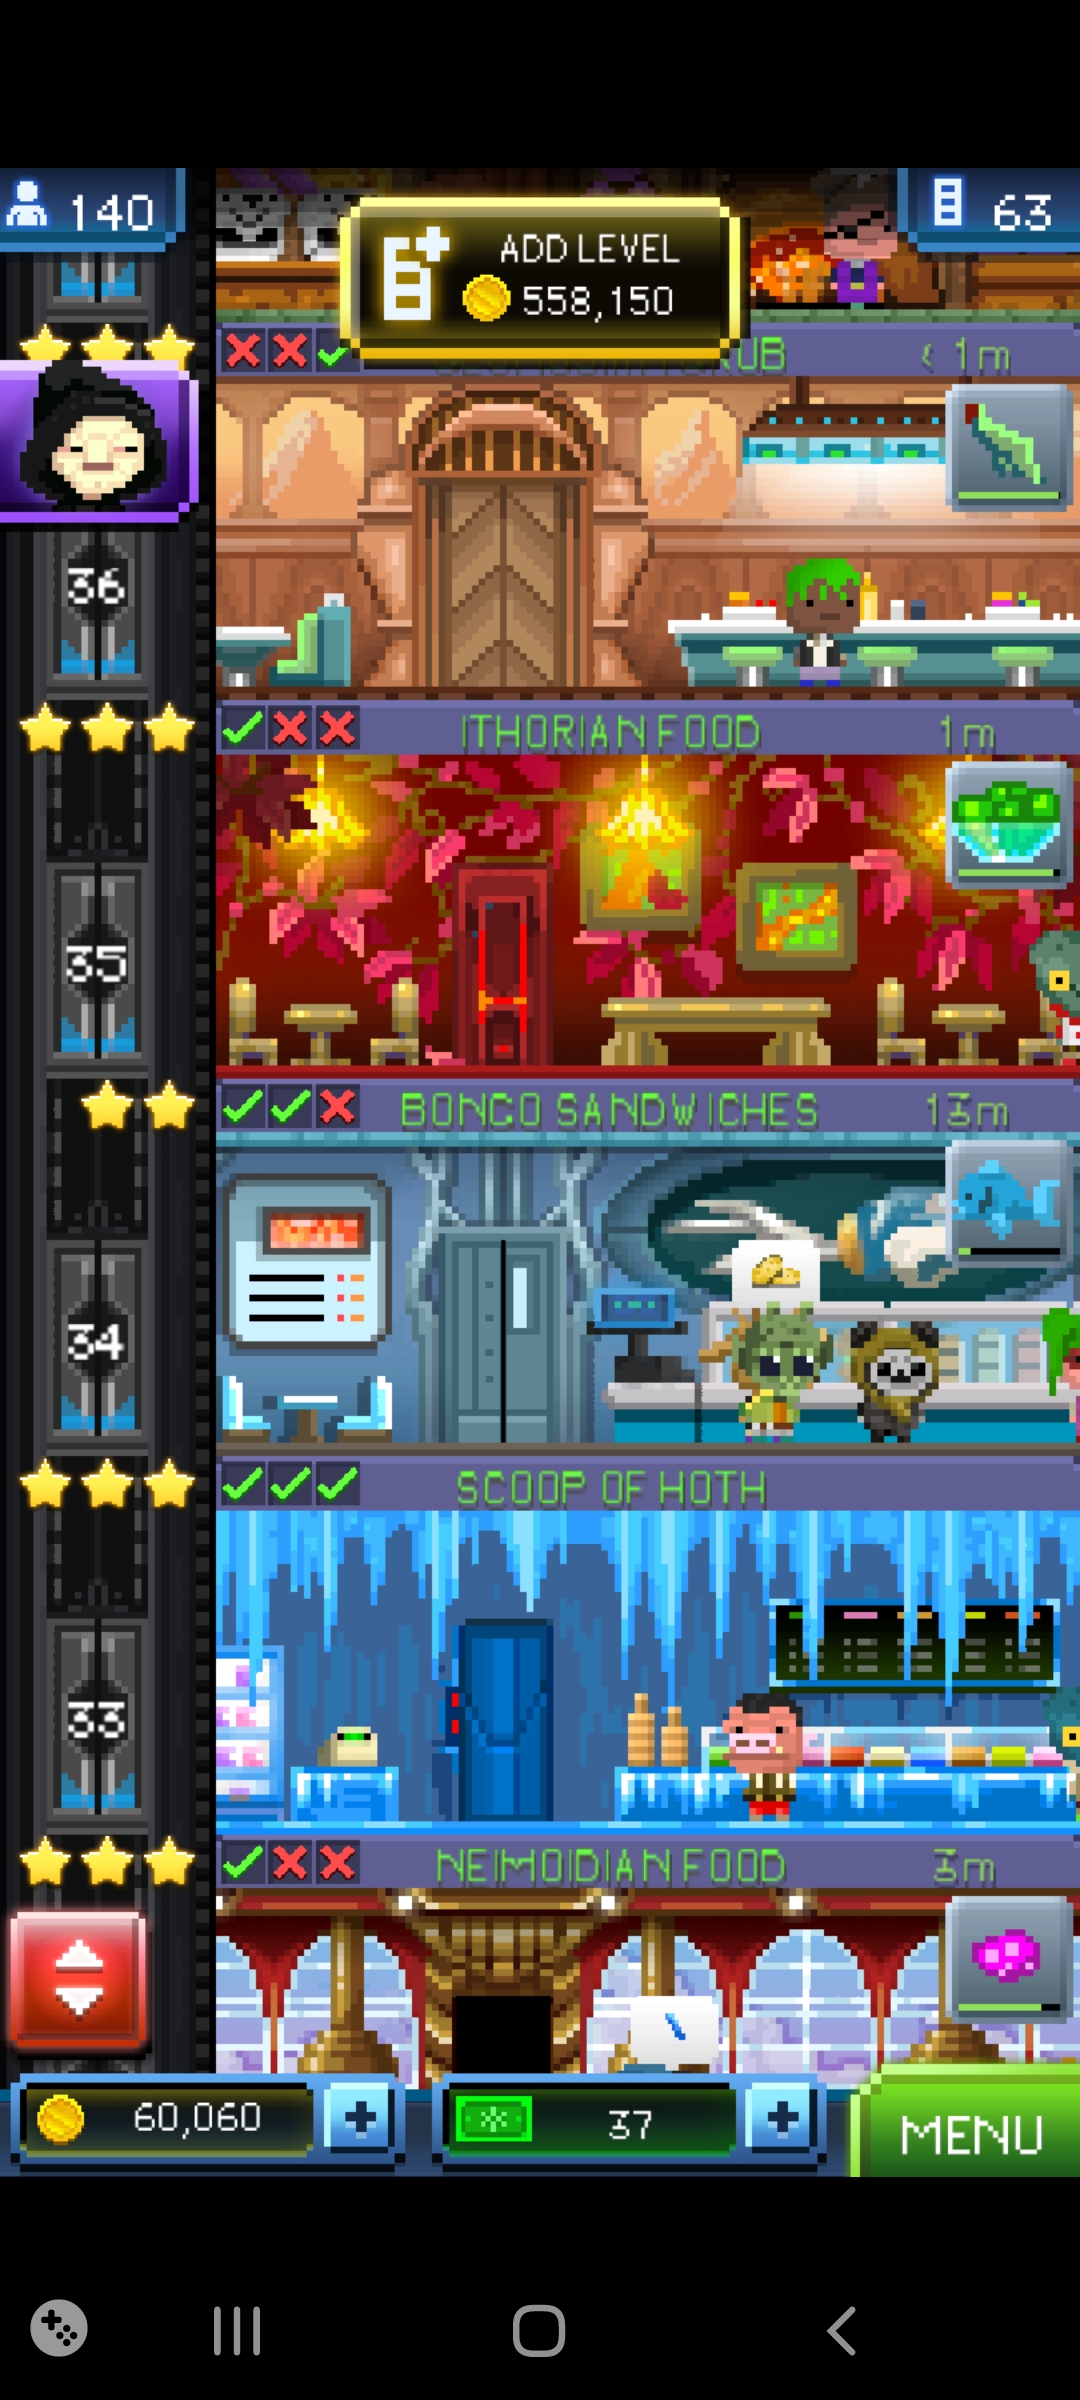 140
ADD LEVEL
558,150
63
UB
< 1m
36
ITHORIAN FOOD
1m
35
BONGO SANDWICHES
13m
34
SCOOP OF HOTH
33
NEIMOIDIAN FOOD
3m
60,060
37
MENU